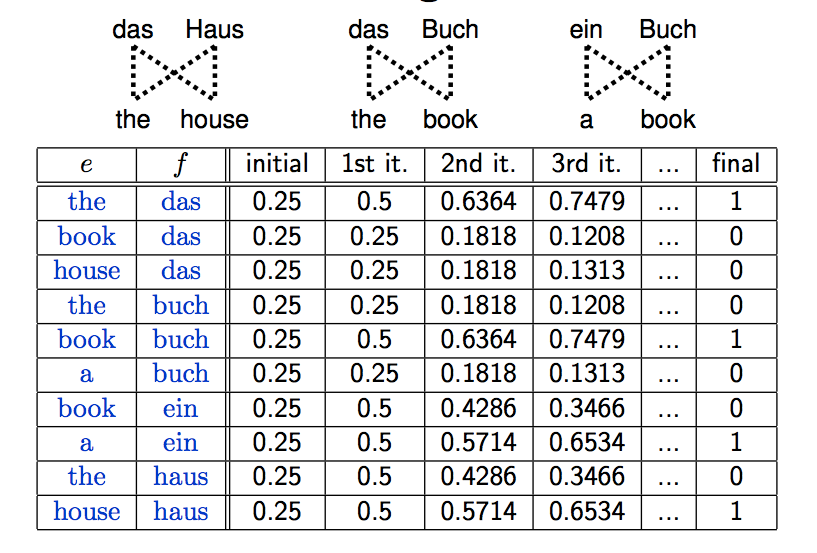 das Haus das Buch ein Buch
the house the book a book
e f initial 1st it. 2nd it. 3rd it. ... final
the das 0.25 0.5 0.6364 0.7479 ... 1
book das 0.25 0.25 0.1818 0.1208 ... 0
house das 0.25 0.25 0.1818 0.1313 ... 0
the buch 0.25 0.25 0.1818 0.1208 ... 0
book buch 0.25 0.5 0.6364 0.7479 ... 1
a buch 0.25 0.25 0.1818 0.1313 ... 0
book ein 0.25 0.5 0.4286 0.3466 ... 0
a ein 0.25 0.5 0.5714 0.6534 ... 1
the haus 0.25 0.5 0.4286 0.3466 ... 0
house haus 0.25 0.5 0.5714 0.6534 ... 1